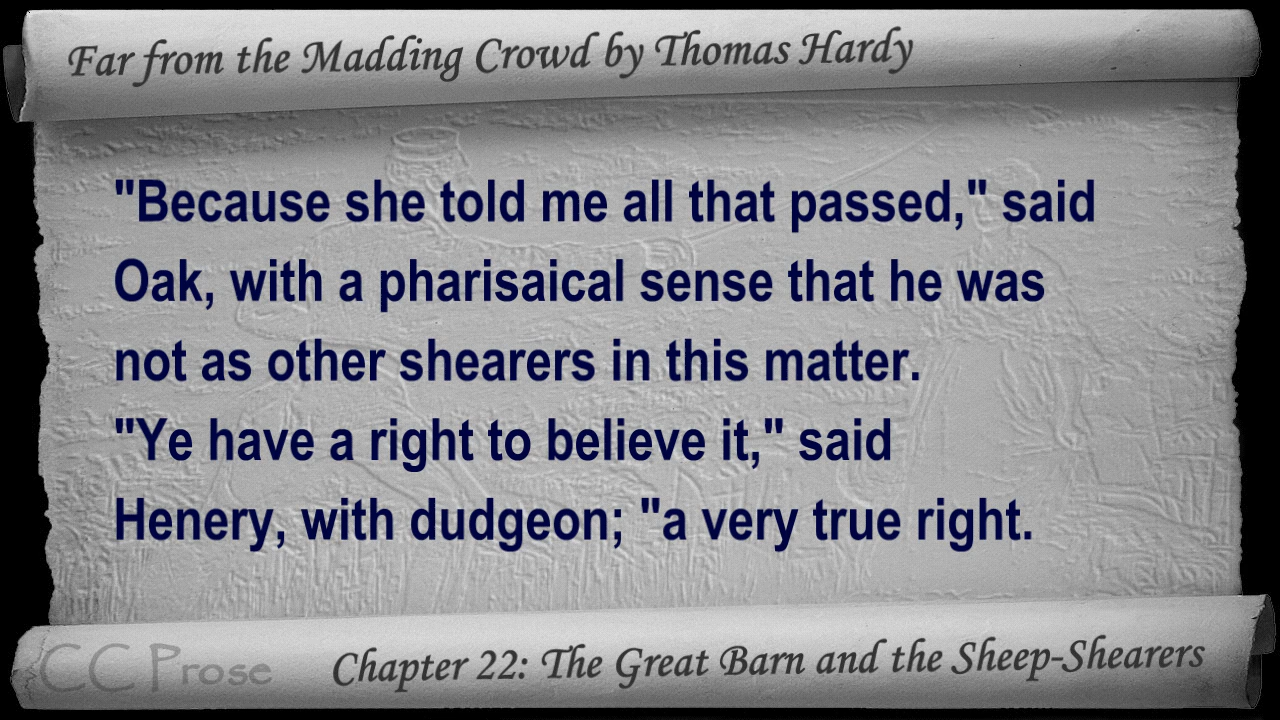 Far from the Madding Crowd by Thomas Hardy
"Because she told me all that passed," said
Oak, with a pharisaical sense that he was
not as other shearers in this matter.
"Ye have a right to believe it," said
Henery, with dudgeon; "a very true right.
CC Prose
Chapter 22: The Great Barn and the Sheep-Shearers